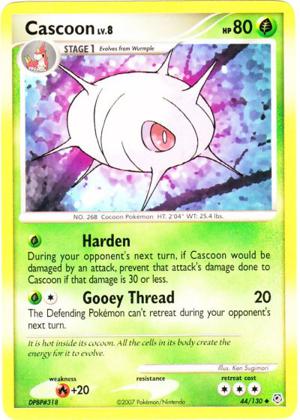 Cascoon LV.8
HP 80
STAGE 1 Evolves from Wurmple
NO. 268 Cocoon Pokémon HT: 2'04" WT: 25.4 lbs.
Harden
During your opponent's next turn, if Cascoon would be
damaged by an attack, prevent that attack's damage done to
Cascoon if that damage is 30 or less.
Gooey Thread 20
The Defending Pokémon can't retreat during your opponent's
next turn.
It is hot inside its cocoon. All the cells in its body create the
energy for it to evolve.
Illus. Ken Sugimori
weakness resistance retreat cost
+20
DPBP#318 ©2007 Pokémon/Nintendo 44/130